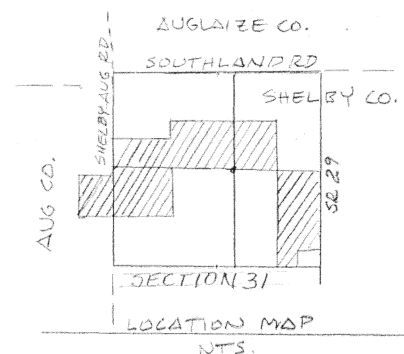 AUGLAIZE CO.
SOUTHLAND RD
SHELBY CO.
SHELBY-AUG RD
AUG CO.
SR 29
SECTION 31
LOCATION MAP
NTS.